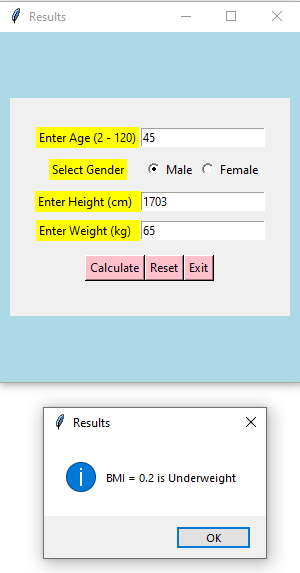 Results
Enter Age (2 - 120) 45
Select Gender Male Female
Enter Height (cm) 1703
Enter Weight (kg) 65
Calculate Reset Exit
Results
BMI = 0.2 is Underweight
OK